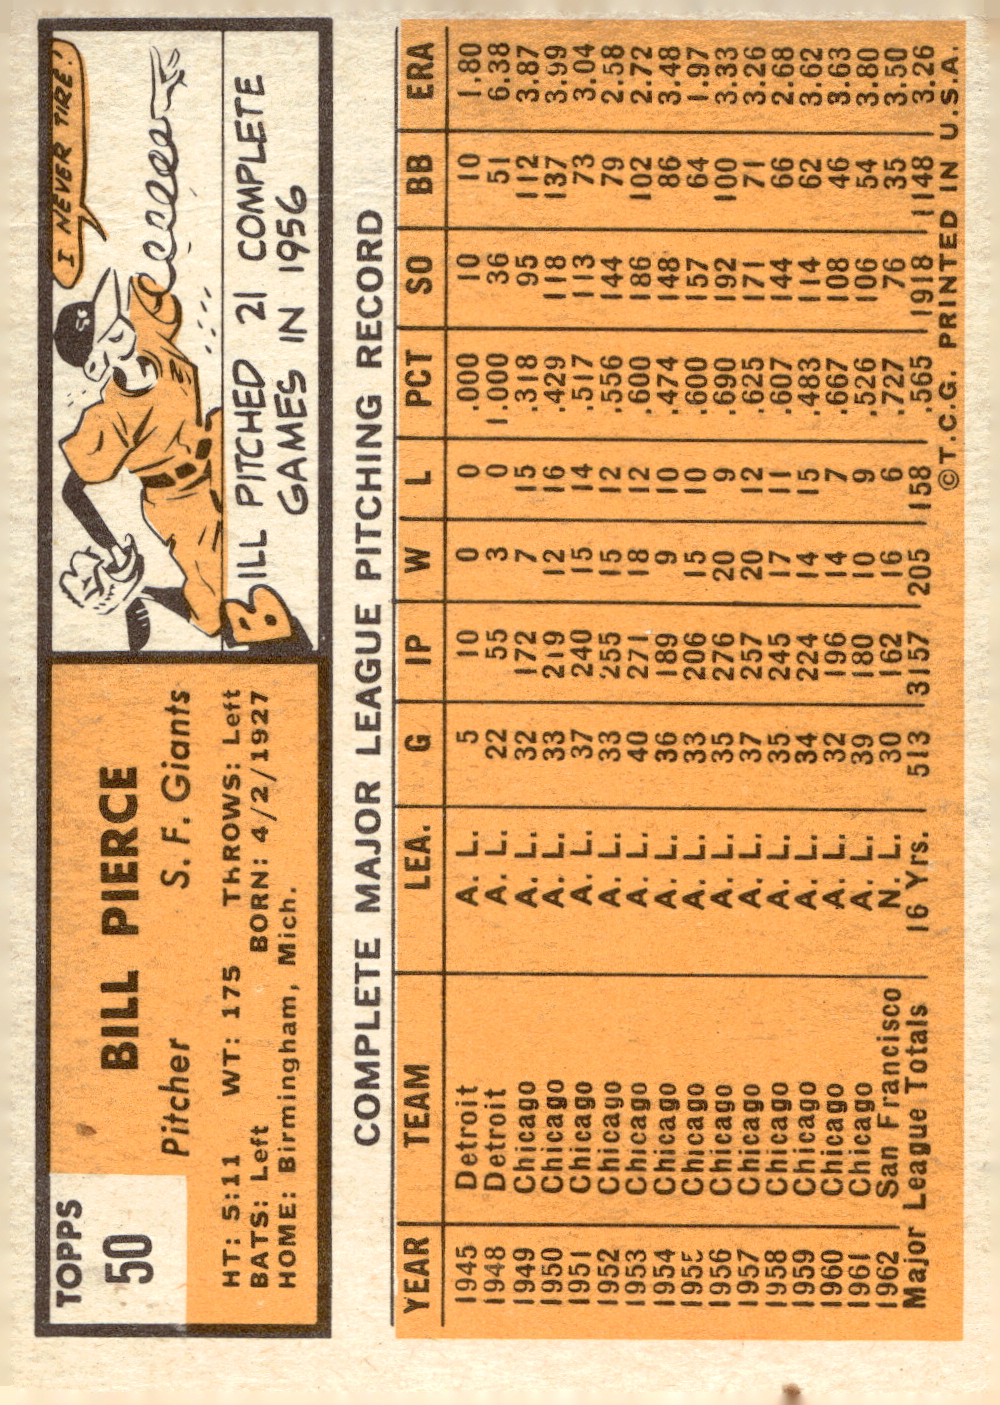 TOPPS
50
BILL PIERCE
Pitcher S. F. Giants
HT: 5:11 WT: 175 THROWS: Left
BATS: Left BORN: 4/2/1927
HOME: Birmingham, Mich.
I NEVER TIRE!
BILL PITCHED 21 COMPLETE
GAMES IN 1956
COMPLETE MAJOR LEAGUE PITCHING RECORD
YEAR TEAM LEA. G IP W L PCT SO BB ERA
1945 Detroit A. L. 5 10 0 0 .000 10 10 1.80
1948 Detroit A. L. 22 55 3 0 1.000 36 51 6.38
1949 Chicago A. L. 32 172 7 15 .318 95 112 3.87
1950 Chicago A. L. 33 219 12 16 .429 118 137 3.99
1951 Chicago A. L. 37 240 15 14 .517 113 73 3.04
1952 Chicago A. L. 33 255 15 12 .556 144 79 2.58
1953 Chicago A. L. 40 271 18 12 .600 186 102 2.72
1954 Chicago A. L. 36 189 9 10 .474 148 86 3.48
1955 Chicago A. L. 33 206 15 10 .600 157 64 1.97
1956 Chicago A. L. 35 276 20 9 .690 192 100 3.33
1957 Chicago A. L. 37 257 20 12 .625 171 71 3.26
1958 Chicago A. L. 35 245 17 11 .607 144 66 2.68
1959 Chicago A. L. 34 224 14 15 .483 114 62 3.62
1960 Chicago A. L. 32 196 14 7 .667 108 46 3.63
1961 Chicago A. L. 39 180 10 9 .526 106 54 3.80
1962 San Francisco N. L. 30 162 16 6 .727 76 35 3.50
Major League Totals 16 Yrs. 513 3157 205 158 .565 1918 1148 3.26
© T.C.G. PRINTED IN U.S.A.